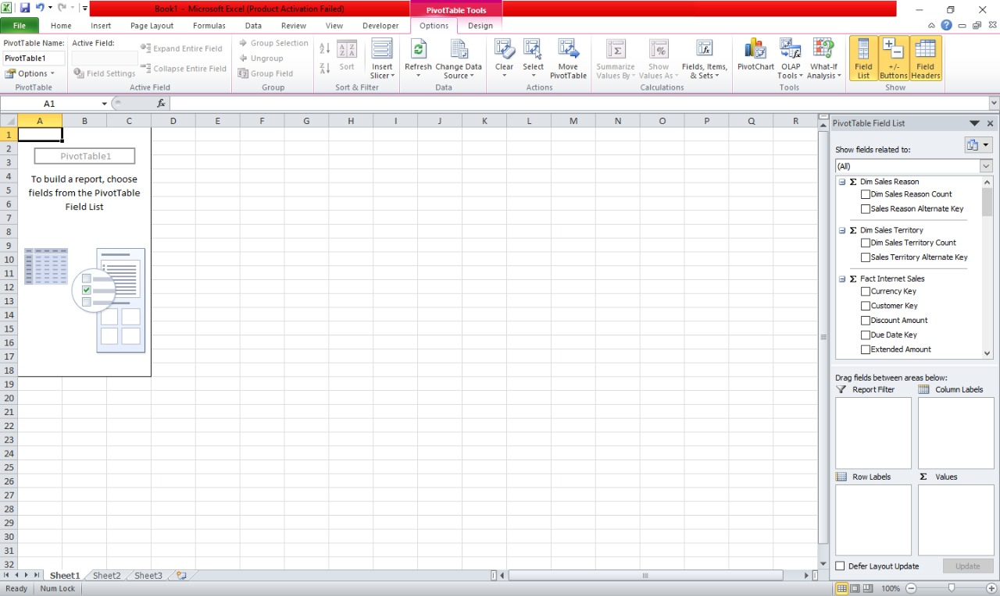 Book1 - Microsoft Excel (Product Activation Failed)
PivotTable Tools
File Home Insert Page Layout Formulas Data Review View Developer Options Design
PivotTable Name:
PivotTable1
Options
PivotTable
Active Field:
Field Settings
Expand Entire Field
Collapse Entire Field
Active Field
Group Selection
Ungroup
Group Field
Group
Sort
Insert
Slicer
Sort & Filter
Refresh
Change Data
Source
Data
Clear
Select
Move
PivotTable
Actions
Summarize
Values By
Show
Values As
Fields, Items,
& Sets
Calculations
PivotChart
OLAP
Tools
What-If
Analysis
Tools
Field
List
+/-
Buttons
Field
Headers
Show
A1
fx
A B C D E F G H I J K L M N O P Q R
1
2
3
4
5
6
7
8
9
10
11
12
13
14
15
16
17
18
19
20
21
22
23
24
25
26
27
28
29
30
31
32
PivotTable1
To build a report, choose
fields from the PivotTable
Field List
PivotTable Field List
Show fields related to:
(All)
Σ Dim Sales Reason
Dim Sales Reason Count
Sales Reason Alternate Key
Σ Dim Sales Territory
Dim Sales Territory Count
Sales Territory Alternate Key
Σ Fact Internet Sales
Currency Key
Customer Key
Discount Amount
Due Date Key
Extended Amount
Drag fields between areas below:
Report Filter
Column Labels
Row Labels
Σ Values
Defer Layout Update
Update
Sheet1 Sheet2 Sheet3
Ready Num Lock
100%